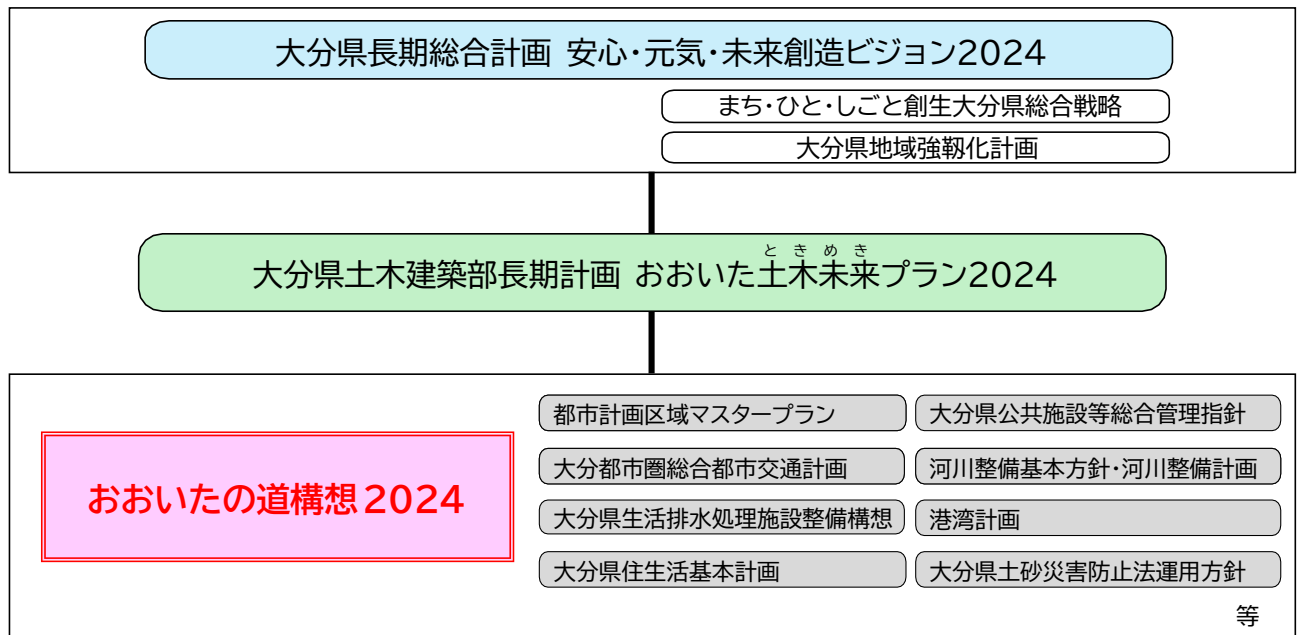 大分県長期総合計画 安心・元気・未来創造ビジョン2024
まち・ひと・しごと創生大分県総合戦略
大分県地域強靱化計画
と き め き
大分県土木建築部長期計画 おおいた土木未来プラン2024
おおいたの道構想2024
都市計画区域マスタープラン
大分県公共施設等総合管理指針
大分都市圏総合都市交通計画
河川整備基本方針・河川整備計画
大分県生活排水処理施設整備構想
港湾計画
大分県住生活基本計画
大分県土砂災害防止法運用方針
等